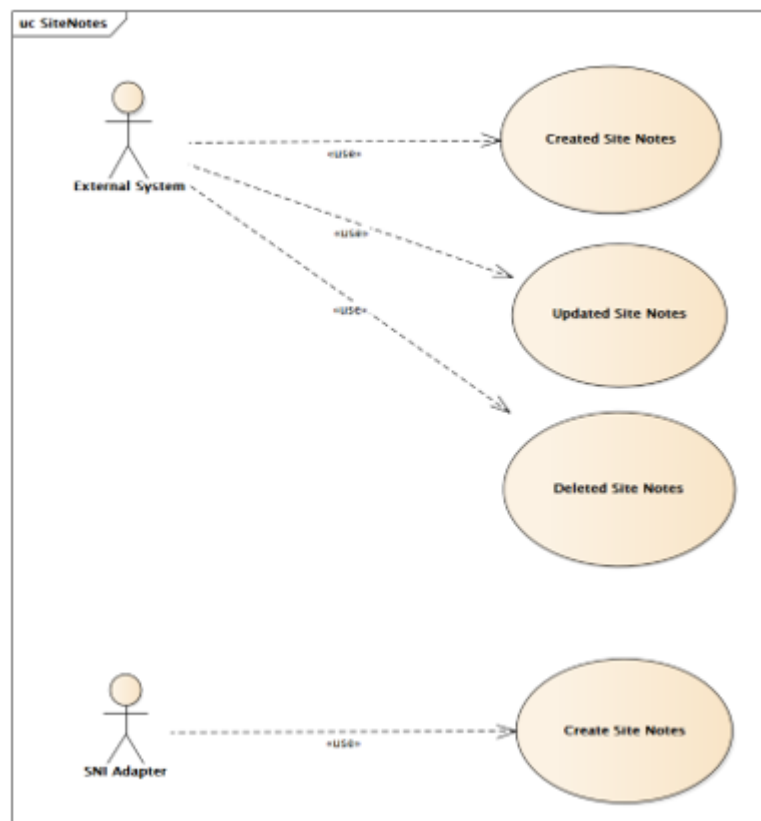 uc SiteNotes
Created Site Notes
«use»
External System
«use»
Updated Site Notes
«use»
Deleted Site Notes
Create Site Notes
«use»
SNI Adapter